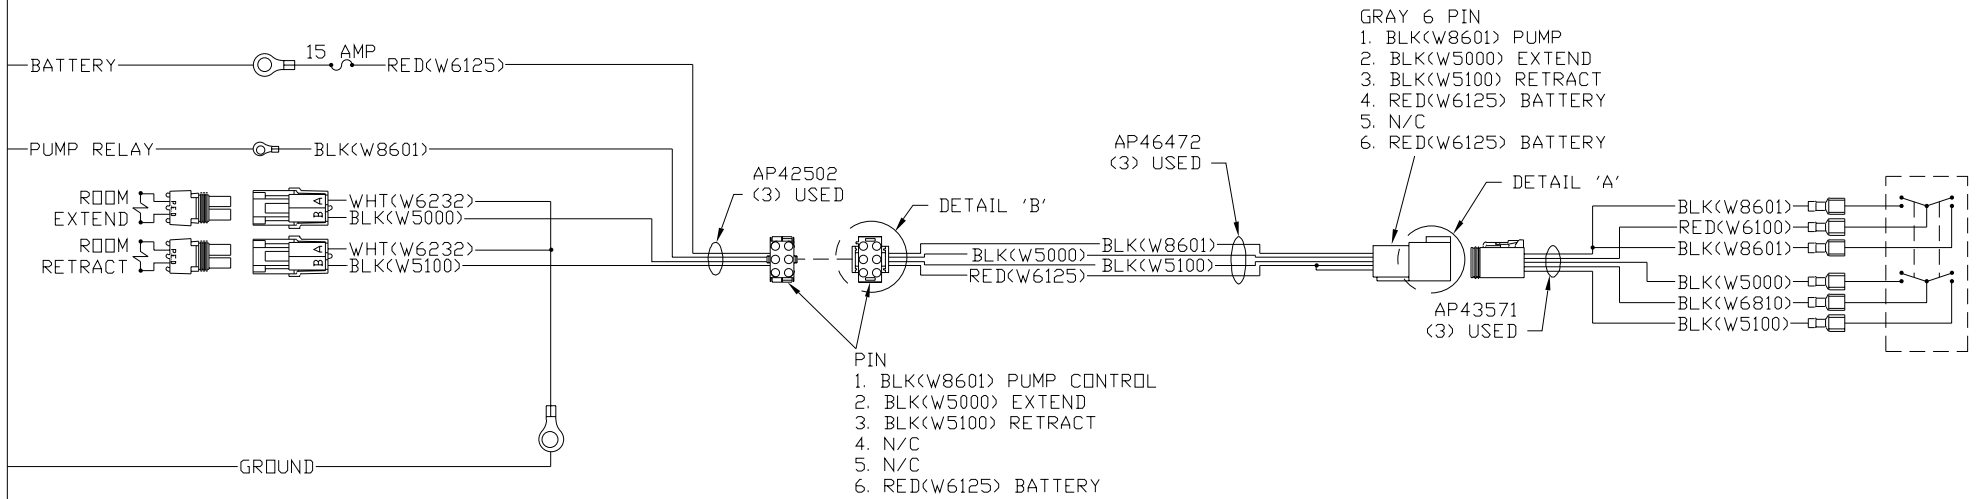 BATTERY
15 AMP
RED(W6125)
PUMP RELAY
BLK(W8601)
ROOM
EXTEND
WHT(W6232)
BLK(W5000)
A
B
ROOM
RETRACT
WHT(W6232)
BLK(W5100)
A
B
GROUND
AP42502
(3) USED
DETAIL 'B'
BLK(W8601)
BLK(W5000)
BLK(W5100)
RED(W6125)
PIN
1. BLK(W8601) PUMP CONTROL
2. BLK(W5000) EXTEND
3. BLK(W5100) RETRACT
4. N/C
5. N/C
6. RED(W6125) BATTERY
AP46472
(3) USED
GRAY 6 PIN
1. BLK(W8601) PUMP
2. BLK(W5000) EXTEND
3. BLK(W5100) RETRACT
4. RED(W6125) BATTERY
5. N/C
6. RED(W6125) BATTERY
DETAIL 'A'
AP43571
(3) USED
BLK(W8601)
RED(W6100)
BLK(W8601)
BLK(W5000)
BLK(W6810)
BLK(W5100)